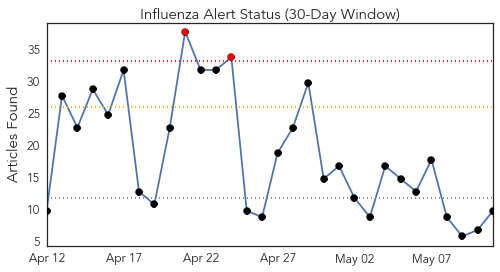 Influenza Alert Status (30-Day Window)
Articles Found
35
30
25
20
15
10
5
Apr 12
Apr 17
Apr 22
Apr 27
May 02
May 07